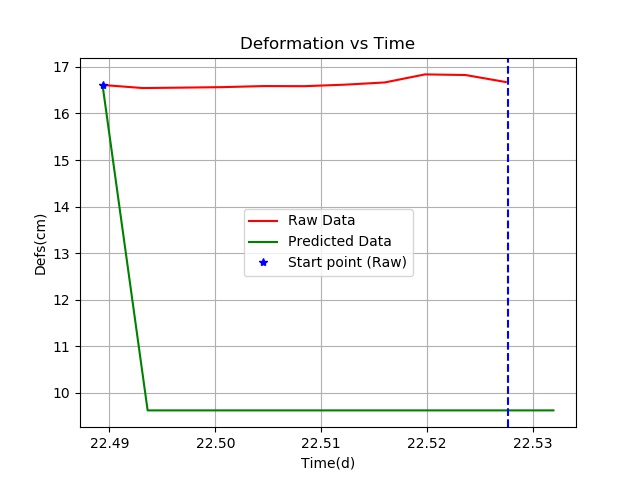 Deformation vs Time
Defs(cm)
17
16
15
14
13
12
11
10
Raw Data
Predicted Data
Start point (Raw)
22.49 22.50 22.51 22.52 22.53
Time(d)